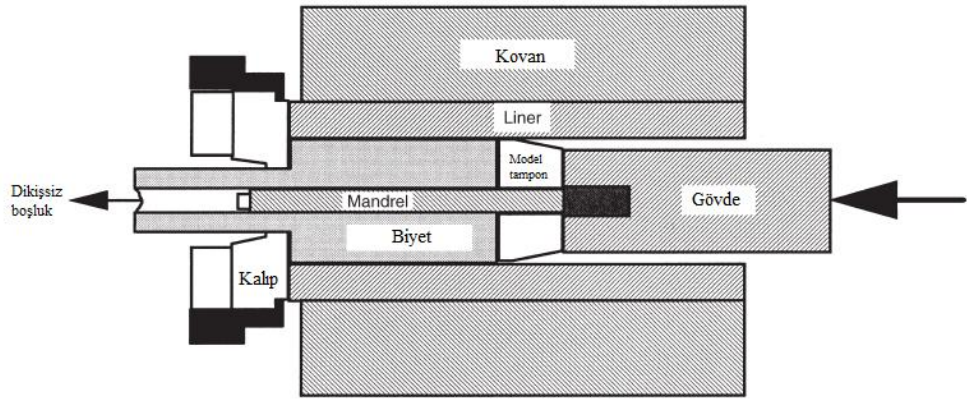 Kovan
Liner
Model
tampon
Dikişsiz
boşluk
Mandrel
Gövde
Biyet
Kalıp